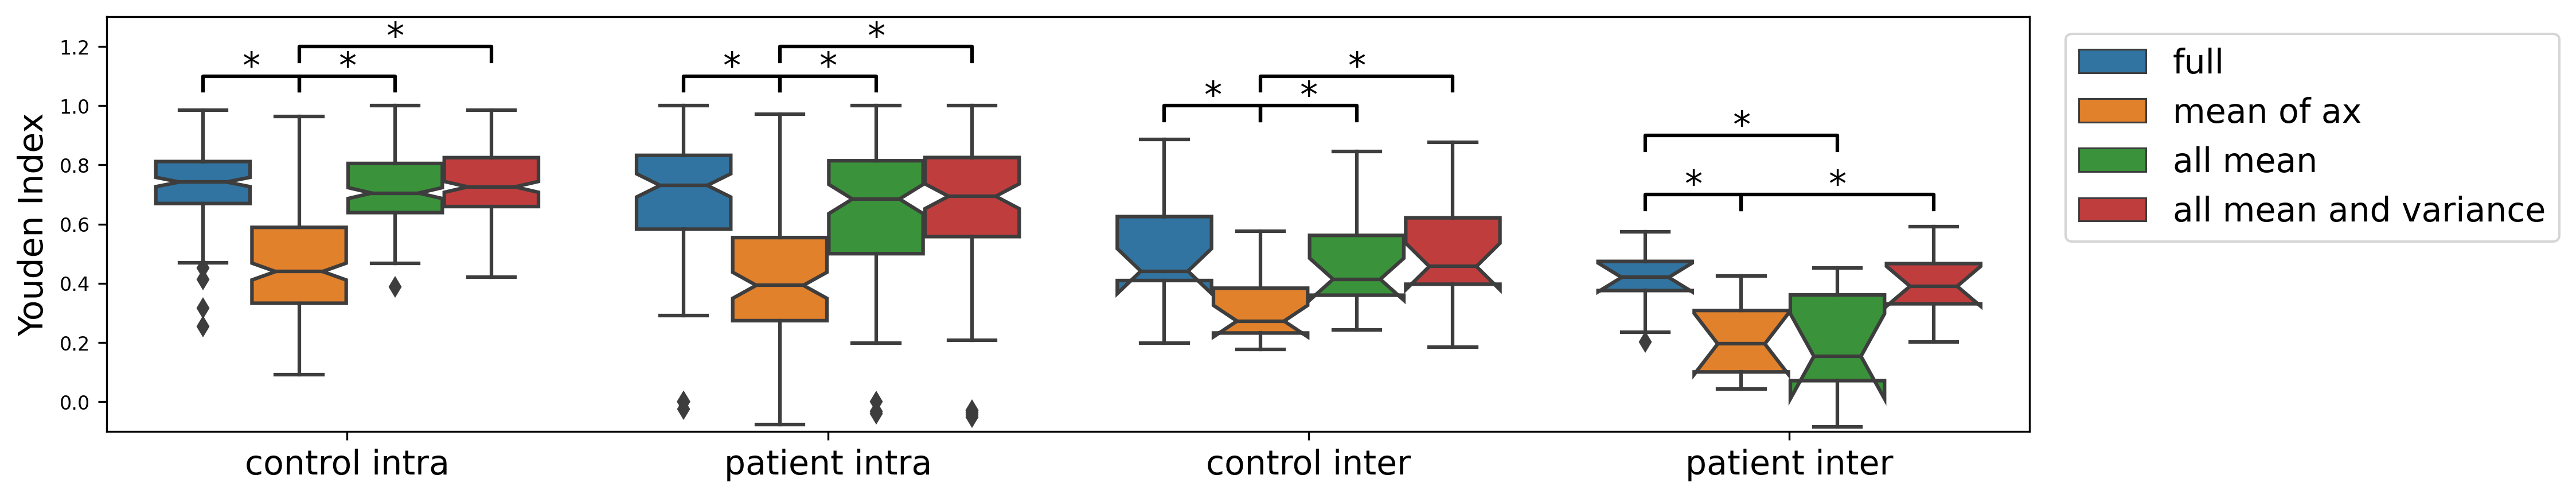 Youden Index
1.2
1.0
0.8
0.6
0.4
0.2
0.0
* * *
* * *
* * *
* * *
control intra
patient intra
control inter
patient inter
full
mean of ax
all mean
all mean and variance